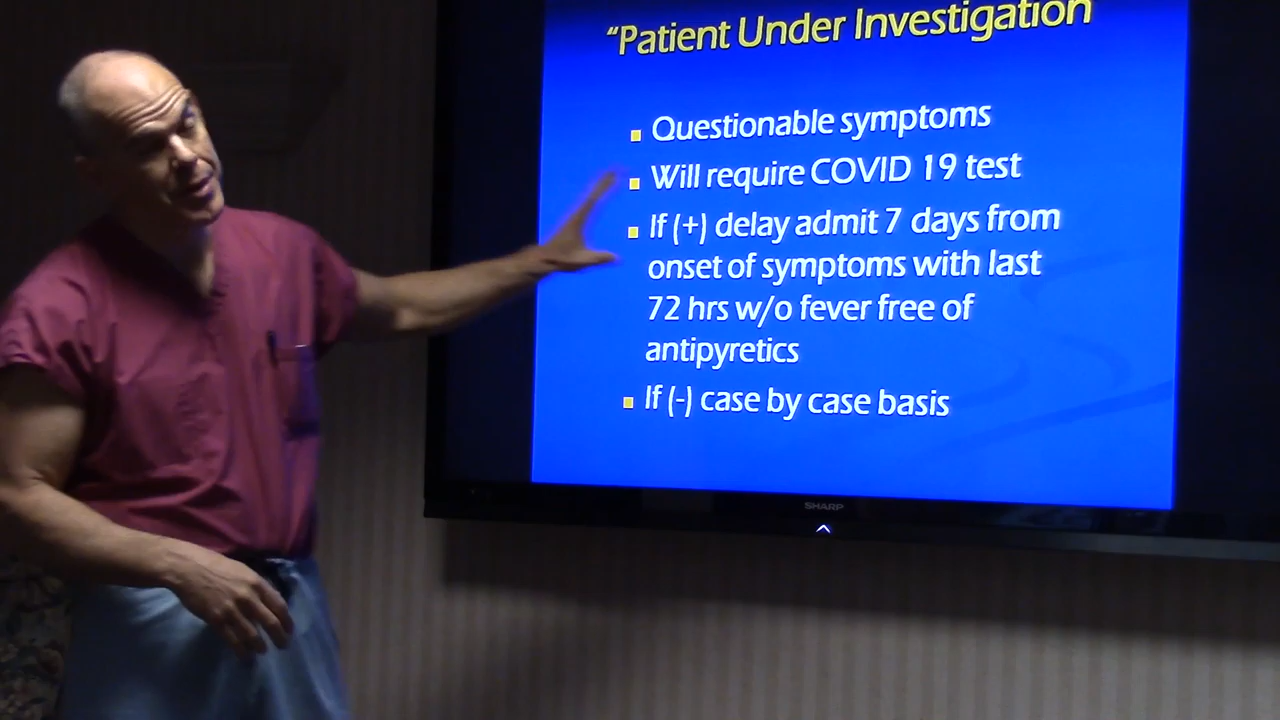 “Patient Under Investigation
Questionable symptoms
Will require COVID 19 test
If (+) delay admit 7 days from
onset of symptoms with last
72 hrs w/o fever free of
antipyretics
If (-) case by case basis
SHARP